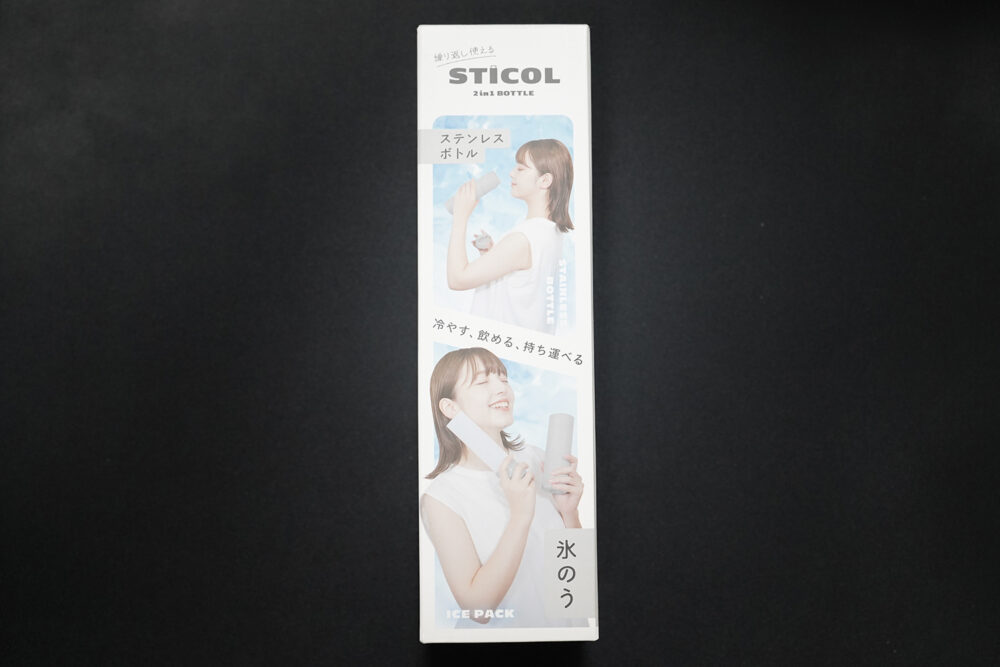 繰り返し使える
STICOL
2in1 BOTTLE
ステンレス
ボトル
STAINLESS
BOTTLE
冷やす、飲める、持ち運べる
氷のう
ICE PACK